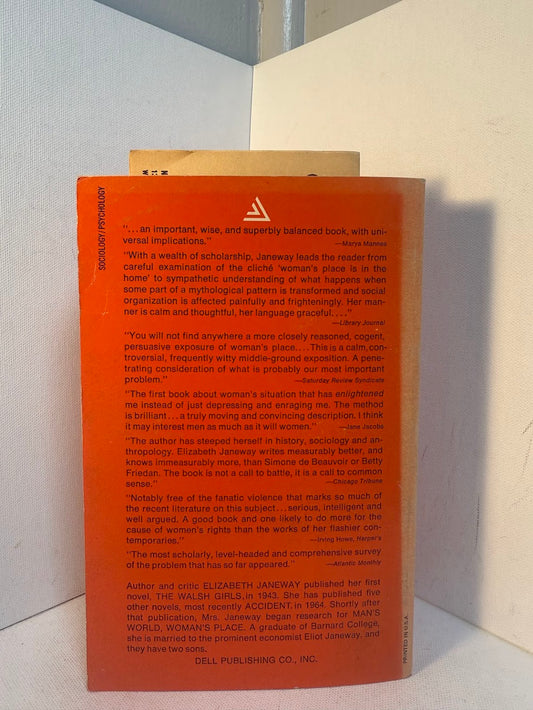 SOCIOLOGY/PSYCHOLOGY
"...an important, wise, and superbly balanced book, with uni-
versal implications."
—Marya Mannes
"With a wealth of scholarship, Janeway leads the reader from
careful examination of the cliché 'woman's place is in the
home' to sympathetic understanding of what happens when
some part of a mythological pattern is transformed and social
organization is affected painfully and frighteningly. Her man-
ner is calm and thoughtful, her language graceful...."
—Library Journal
"You will not find anywhere a more closely reasoned, cogent,
persuasive exposure of woman's place....This is a calm, con-
troversial, frequently witty middle-ground exposition. A pene-
trating consideration of what is probably our most important
problem."
—Saturday Review Syndicate
"The first book about woman's situation that has enlightened
me instead of just depressing and enraging me. The method
is brilliant...a truly moving and convincing description. I think
it may interest men as much as it will women."
—Jane Jacobs
"The author has steeped herself in history, sociology and an-
thropology. Elizabeth Janeway writes measurably better, and
knows immeasurably more, than Simone de Beauvoir or Betty
Friedan. The book is not a call to battle, it is a call to common
sense."
—Chicago Tribune
"Notably free of the fanatic violence that marks so much of
the recent literature on this subject...serious, intelligent and
well argued. A good book and one likely to do more for the
cause of women's rights than the works of her flashier con-
temporaries."
—Irving Howe, Harper's
"The most scholarly, level-headed and comprehensive survey
of the problem that has so far appeared."
—Atlantic Monthly
Author and critic ELIZABETH JANEWAY published her first
novel, THE WALSH GIRLS, in 1943. She has published five
other novels, most recently ACCIDENT, in 1964. Shortly after
that publication, Mrs. Janeway began research for MAN'S
WORLD, WOMAN'S PLACE. A graduate of Barnard College,
she is married to the prominent economist Eliot Janeway, and
they have two sons.
DELL PUBLISHING CO., INC.
PRINTED IN U.S.A.